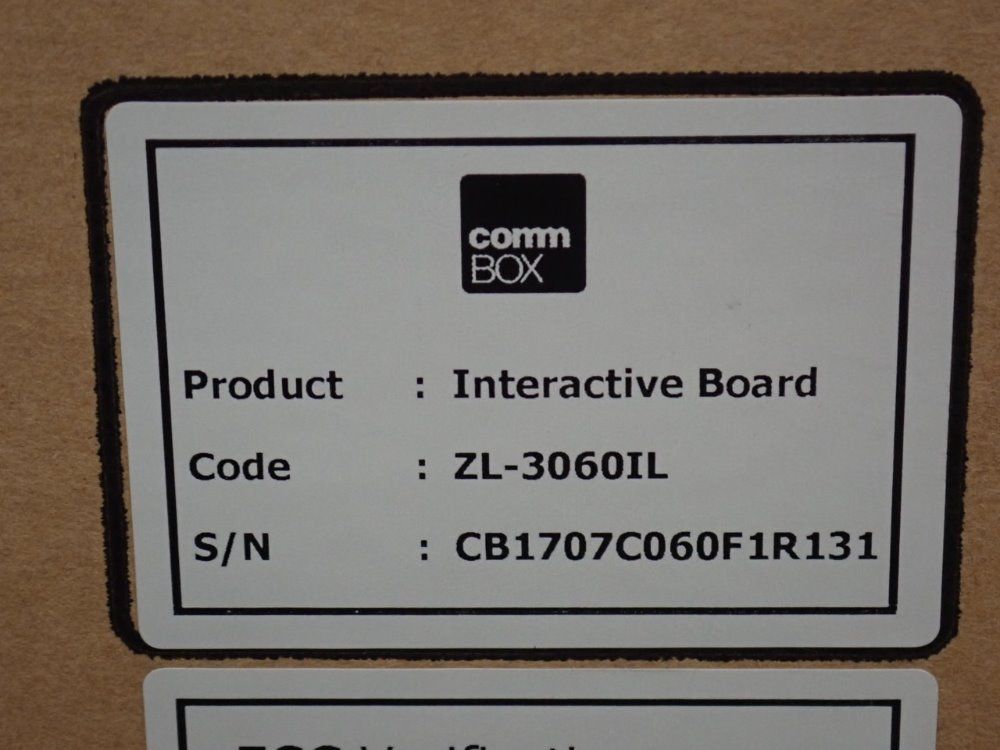 comm
BOX
Product : Interactive Board
Code : ZL-3060IL
S/N : CB1707C060F1R131